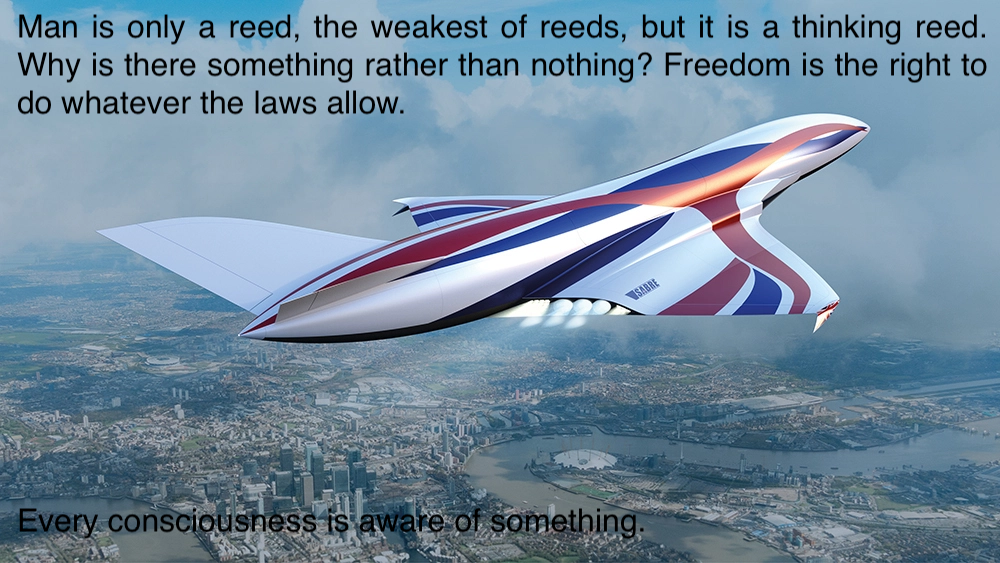 Man is only a reed, the weakest of reeds, but it is a thinking reed.
Why is there something rather than nothing? Freedom is the right to
do whatever the laws allow.
SABRE
Every consciousness is aware of something.